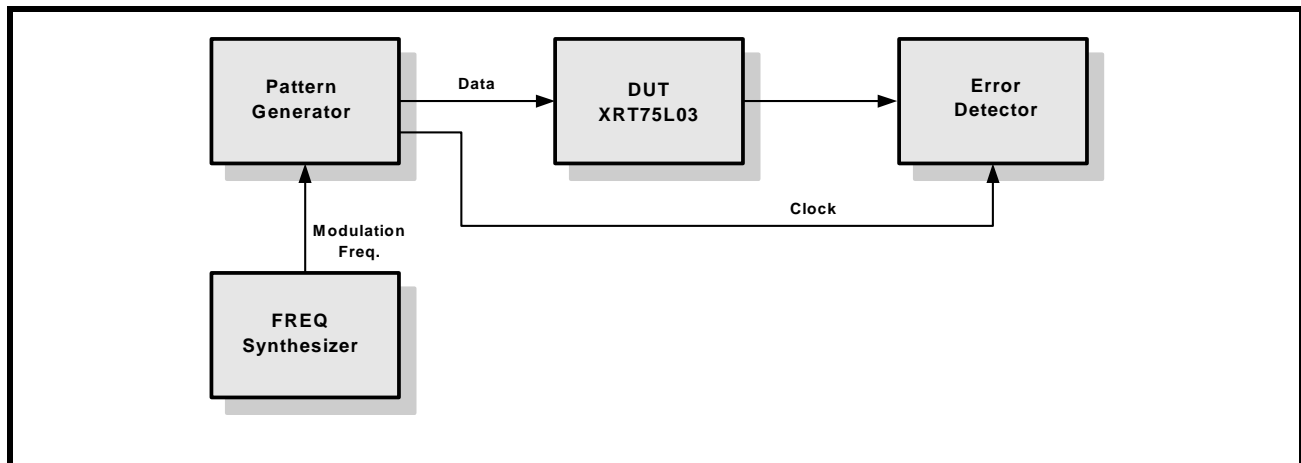 Pattern
Generator
Data
DUT
XRT75L03
Error
Detector
Clock
Modulation
Freq.
FREQ
Synthesizer